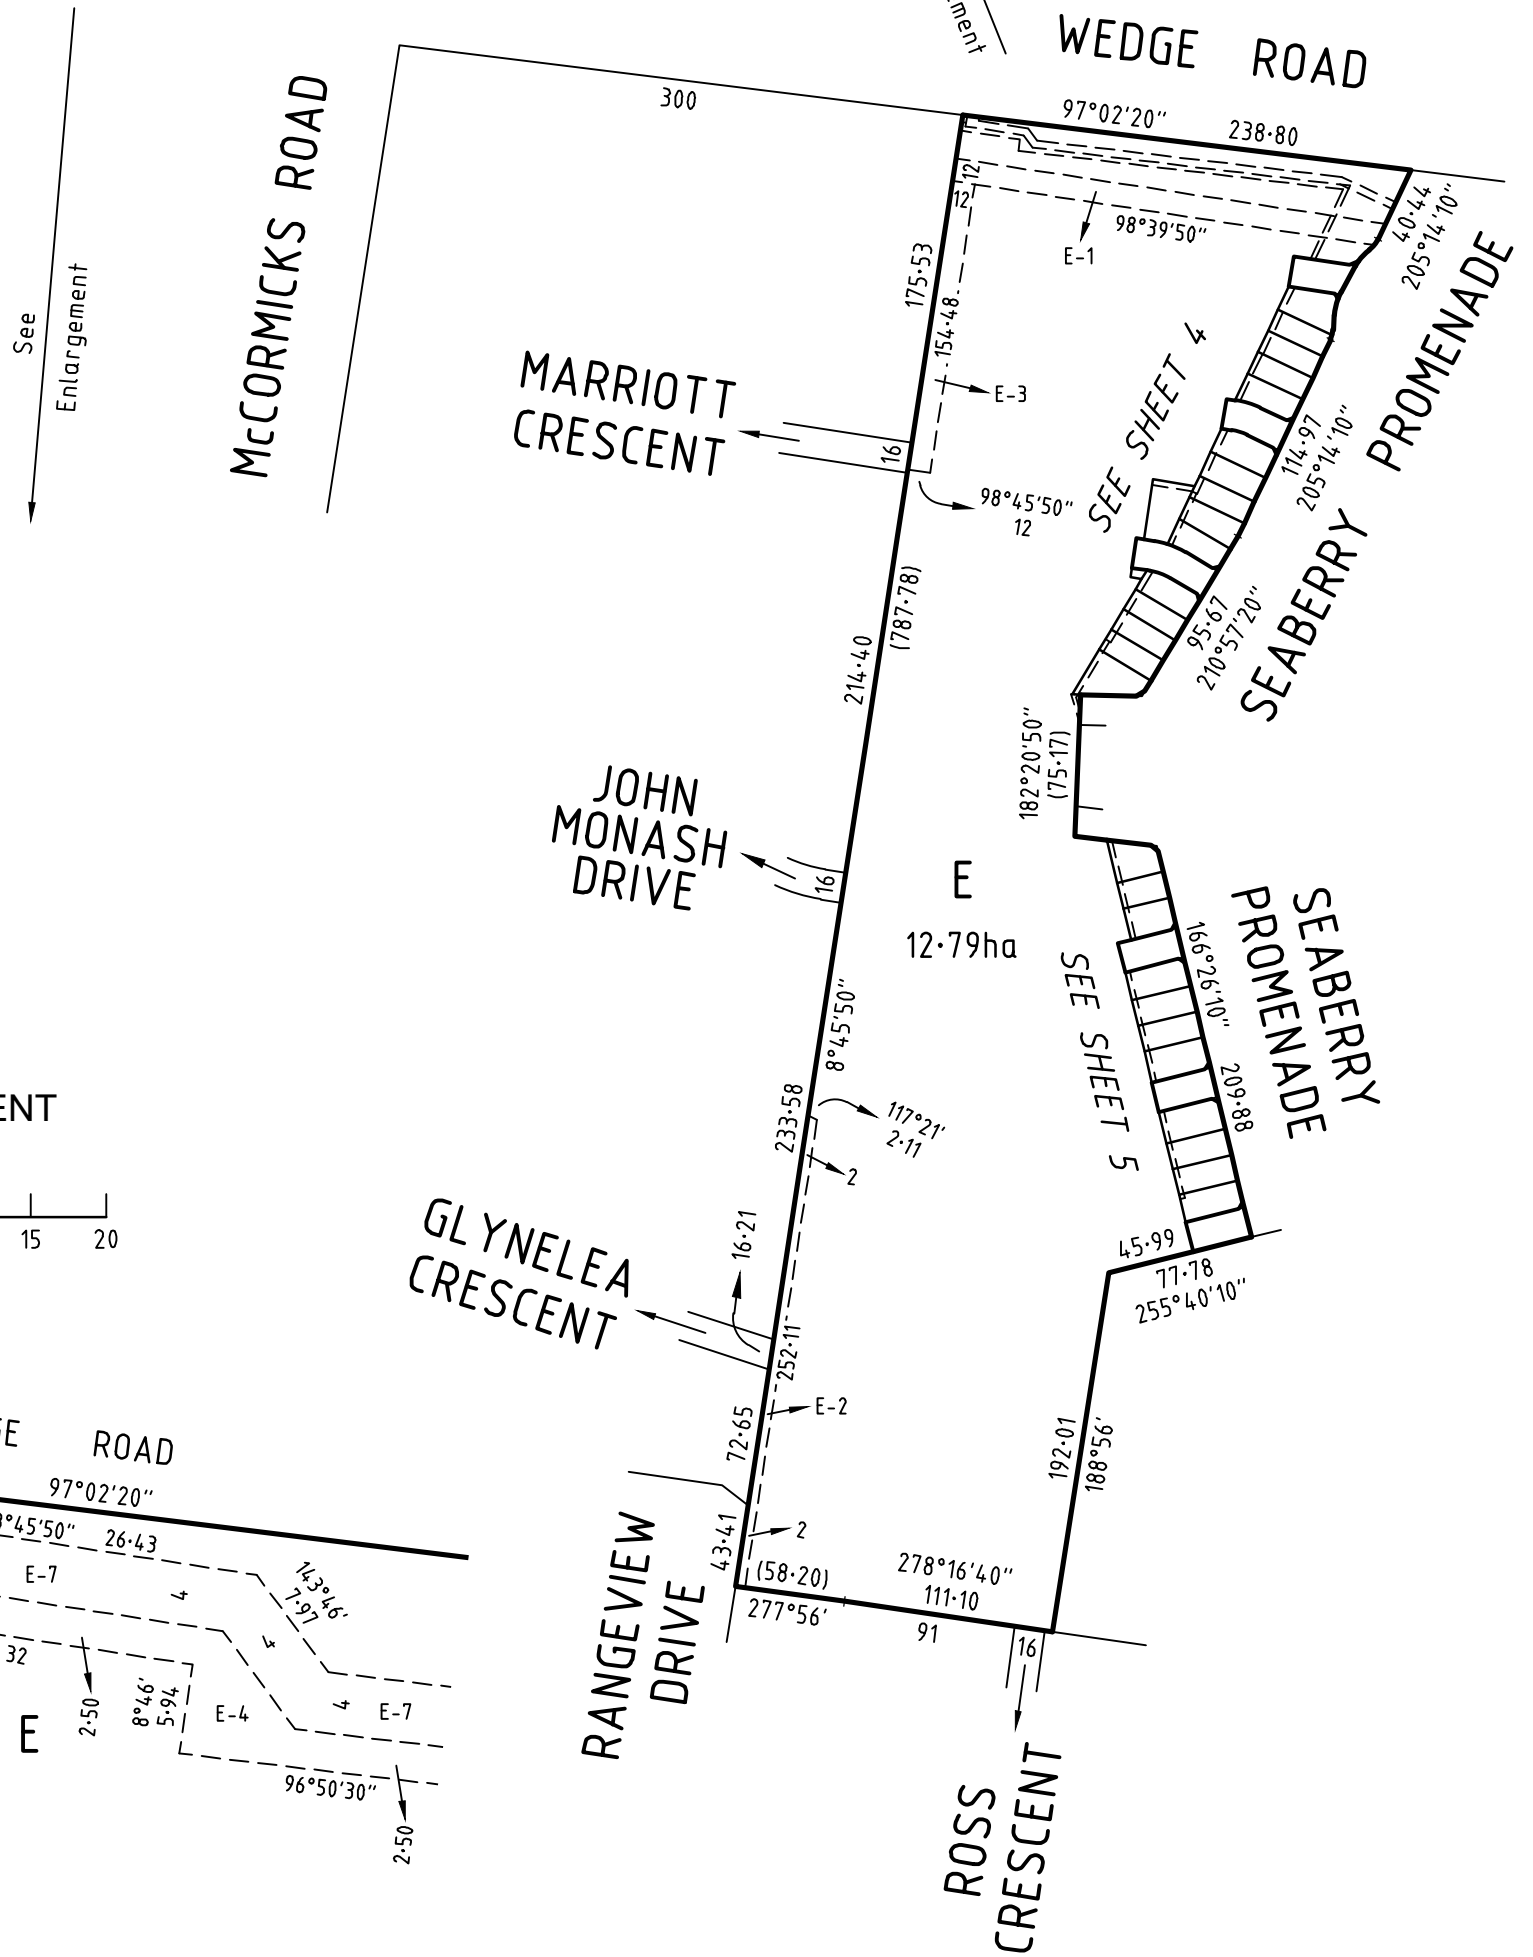 WEDGE ROAD
97°02'20"
238·80
300
McCORMICKS ROAD
See
Enlargement
12
12
98°39'50"
E-1
40·44
205°14'10"
175·53
154·48
E-3
MARRIOTT
CRESCENT
16
98°45'50"
12
SEE SHEET 4
114·97
205°14'10"
SEABERRY PROMENADE
95·67
210°57'20"
(787·78)
214·40
182°20'50"
(75·17)
JOHN
MONASH
DRIVE
16
E
12·79ha
SEE SHEET 5
166°26'10"
209·88
SEABERRY
PROMENADE
8°45'50"
233·58
117°21'
2·11
2
GLYNELEA
CRESCENT
16·21
252·11
E-2
72·65
45·99
77·78
255°40'10"
192·01
188°56'
RANGEVIEW
DRIVE
43·41
2
(58·20)
277°56'
278°16'40"
111·10
91
16
ROSS
CRESCENT
ENT
15 20
ROAD
97°02'20"
°45'50" 26·43
E-7
4
143°46'
7·97
4
32
2·50
8°46'
5·94
E-4
4
E-7
E
96°50'30"
2·50